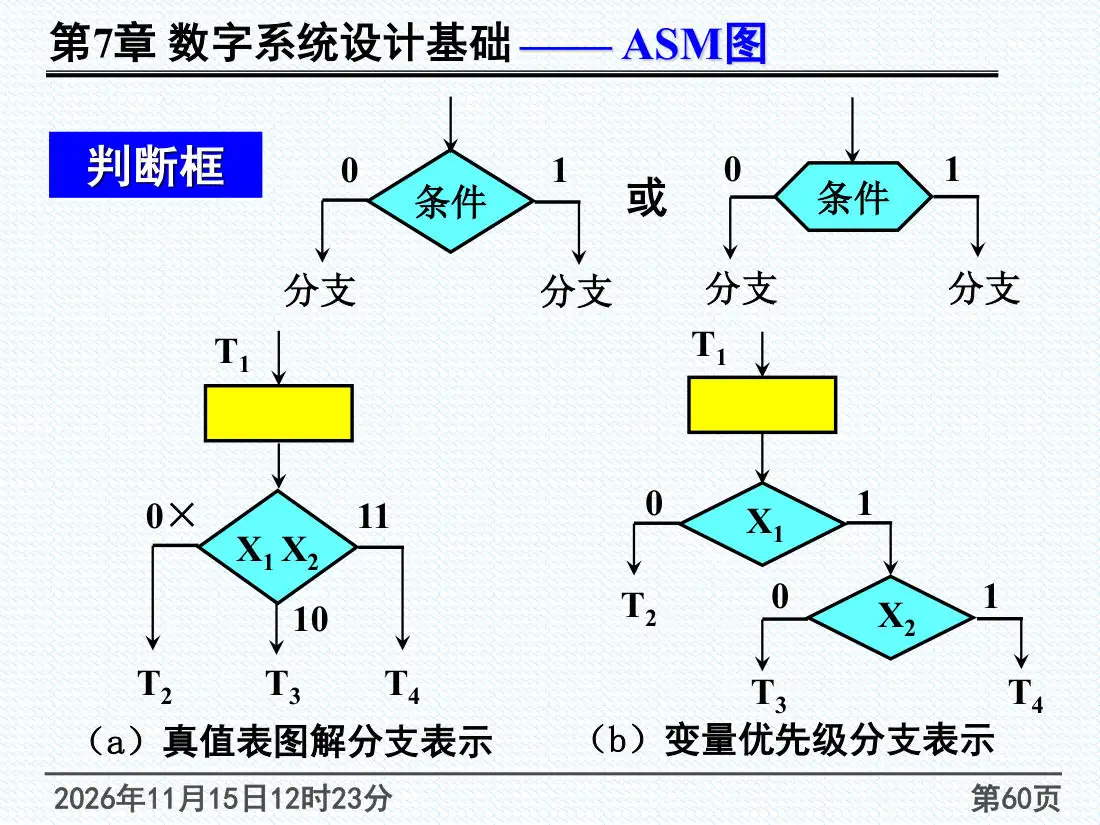 第7章 数字系统设计基础 —— ASM图
判断框
0 条件 1
或
0 条件 1
分支 分支
分支 分支
T1
0× X1 X2 11
10
T2 T3 T4
（a）真值表图解分支表示
T1
0 X1 1
T2
0 X2 1
T3 T4
（b）变量优先级分支表示
2026年11月15日12时23分
第60页